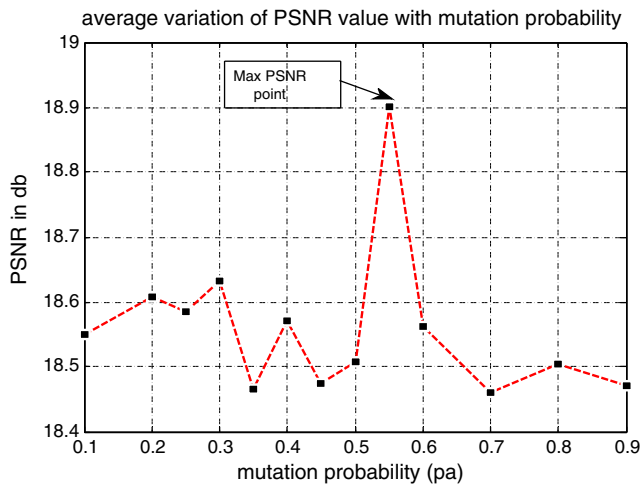 average variation of PSNR value with mutation probability
19
18.9
18.8
18.7
18.6
18.5
18.4
PSNR in db
Max PSNR
point
0.1 0.2 0.3 0.4 0.5 0.6 0.7 0.8 0.9
mutation probability (pa)